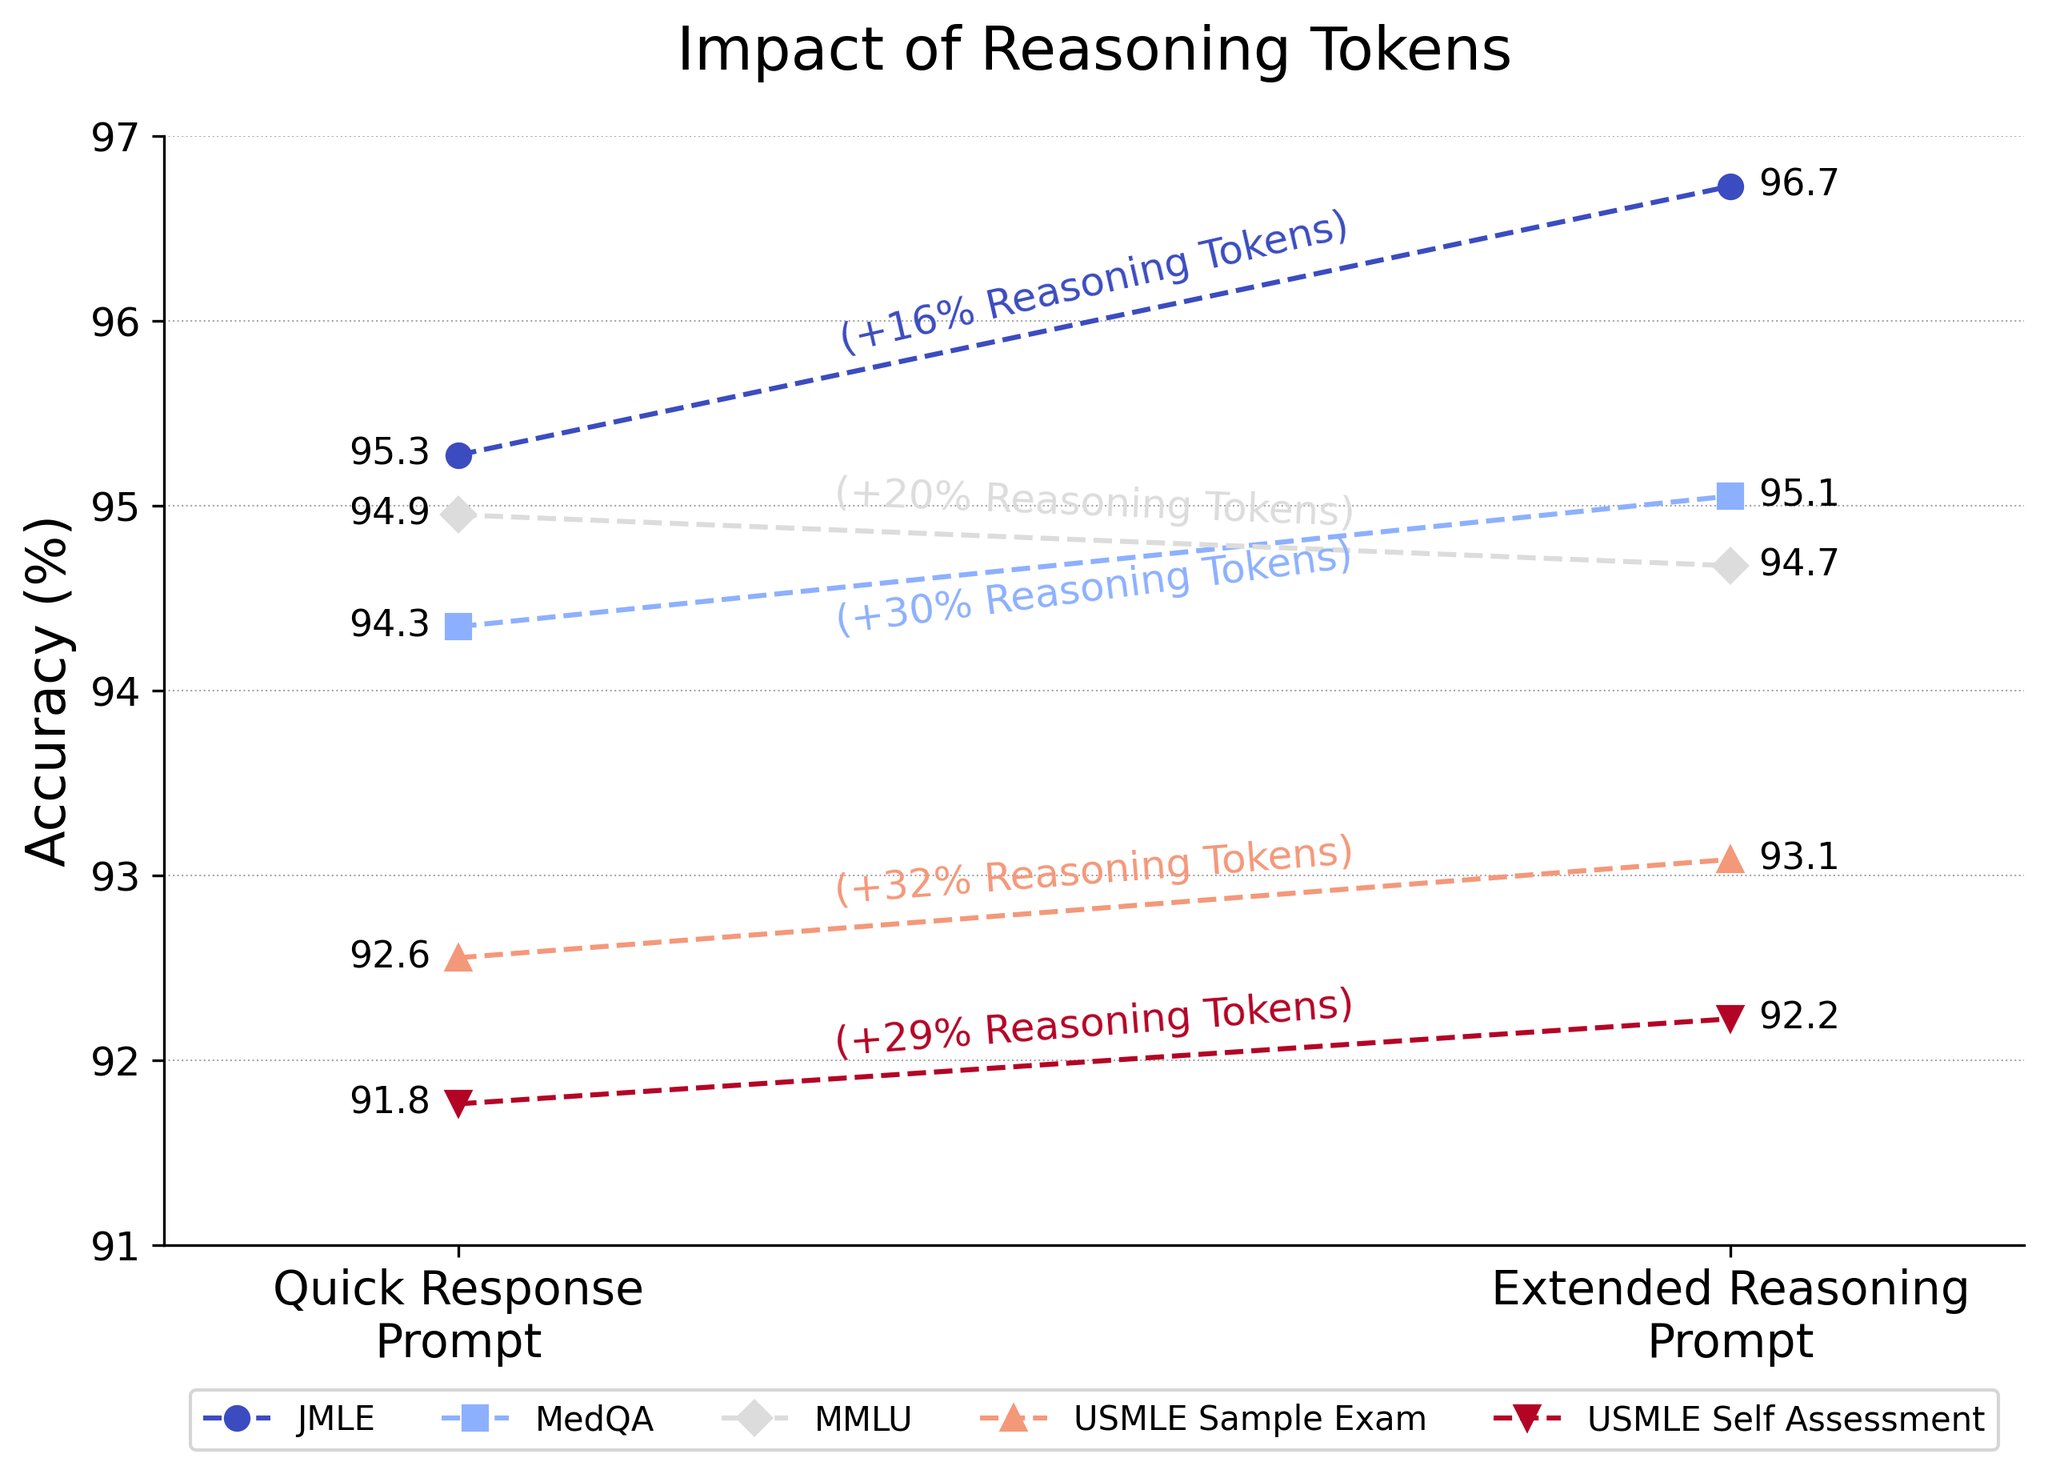 Impact of Reasoning Tokens
Accuracy (%)
97
96
95
94
93
92
91
95.3
94.9
94.3
92.6
91.8
(+16% Reasoning Tokens)
(+20% Reasoning Tokens)
(+30% Reasoning Tokens)
(+32% Reasoning Tokens)
(+29% Reasoning Tokens)
96.7
95.1
94.7
93.1
92.2
Quick Response
Prompt
Extended Reasoning
Prompt
JMLE MedQA MMLU USMLE Sample Exam USMLE Self Assessment